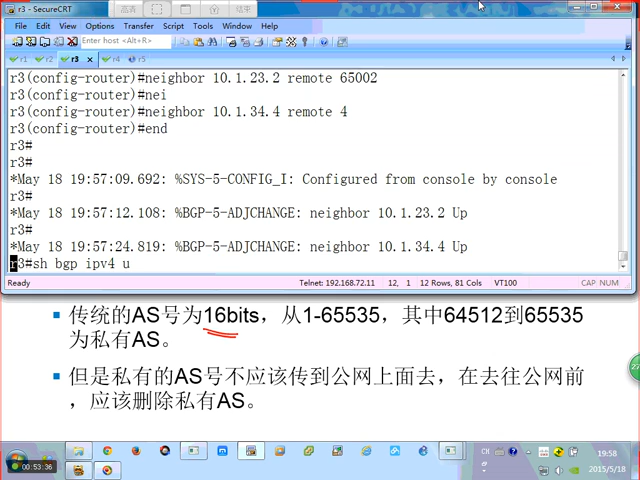 r3 - SecureCRT
File Edit View Options Transfer Script Tools Window Help
Enter host <Alt+R>
r1 r2 r3 r4 r5
r3(config-router)#neighbor 10.1.23.2 remote 65002
r3(config-router)#nei
r3(config-router)#neighbor 10.1.34.4 remote 4
r3(config-router)#end
r3#
r3#
*May 18 19:57:09.692: %SYS-5-CONFIG_I: Configured from console by console
r3#
*May 18 19:57:12.108: %BGP-5-ADJCHANGE: neighbor 10.1.23.2 Up
r3#
*May 18 19:57:24.819: %BGP-5-ADJCHANGE: neighbor 10.1.34.4 Up
r3#sh bgp ipv4 u
Ready Telnet: 192.168.72.11 12, 1 12 Rows, 81 Cols VT100 CAP NUM
传统的AS号为16bits，从1-65535，其中64512到65535
为私有AS。
但是私有的AS号不应该传到公网上面去，在去往公网前
，应该删除私有AS。
27
CN
19:58
00:53:36
2015/5/18